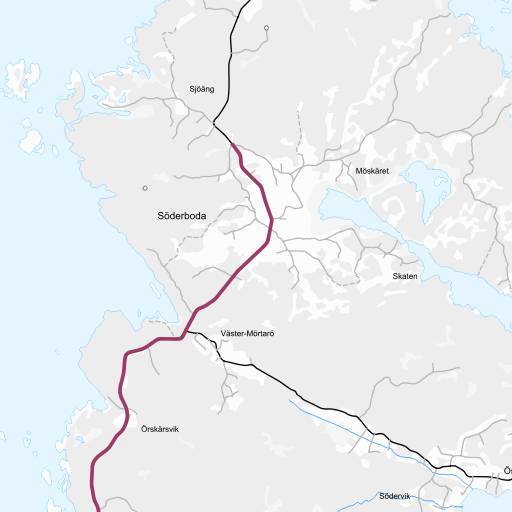 Sjöäng
Möskäret
Söderboda
Skaten
Väster-Mörtarö
Örskärsvik
Södervik